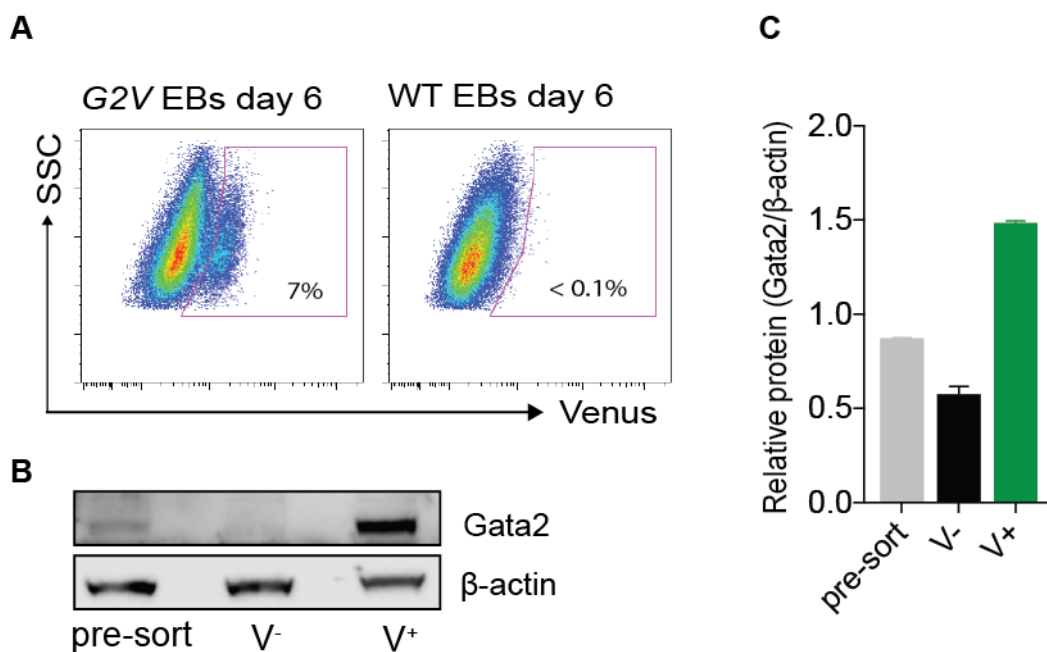 A
G2V EBs day 6
WT EBs day 6
SSC
7%
< 0.1%
Venus
B
Gata2
β-actin
pre-sort V- V+
C
Relative protein (Gata2/β-actin)
2.0
1.5
1.0
0.5
0.0
pre-sort
V-
V+